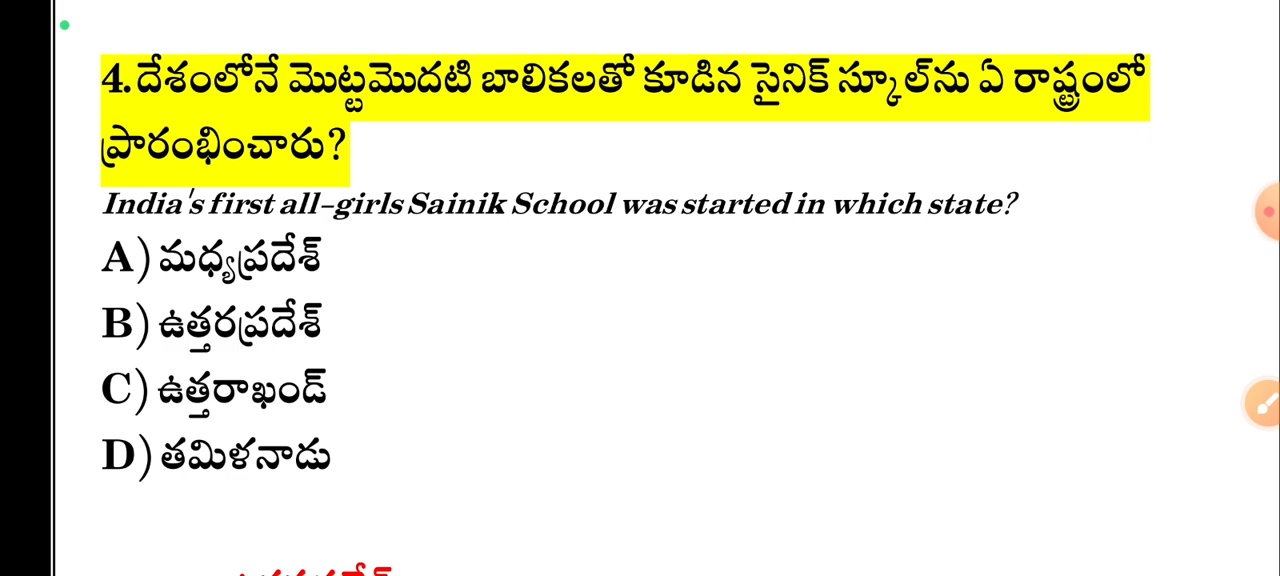 4. దేశంలోనే మొట్టమొదటి బాలికలతో కూడిన సైనిక్ స్కూల్‌ను ఏ రాష్ట్రంలో
ప్రారంభించారు?
India's first all-girls Sainik School was started in which state?
A) మధ్యప్రదేశ్
B) ఉత్తరప్రదేశ్
C) ఉత్తరాఖండ్
D) తమిళనాడు